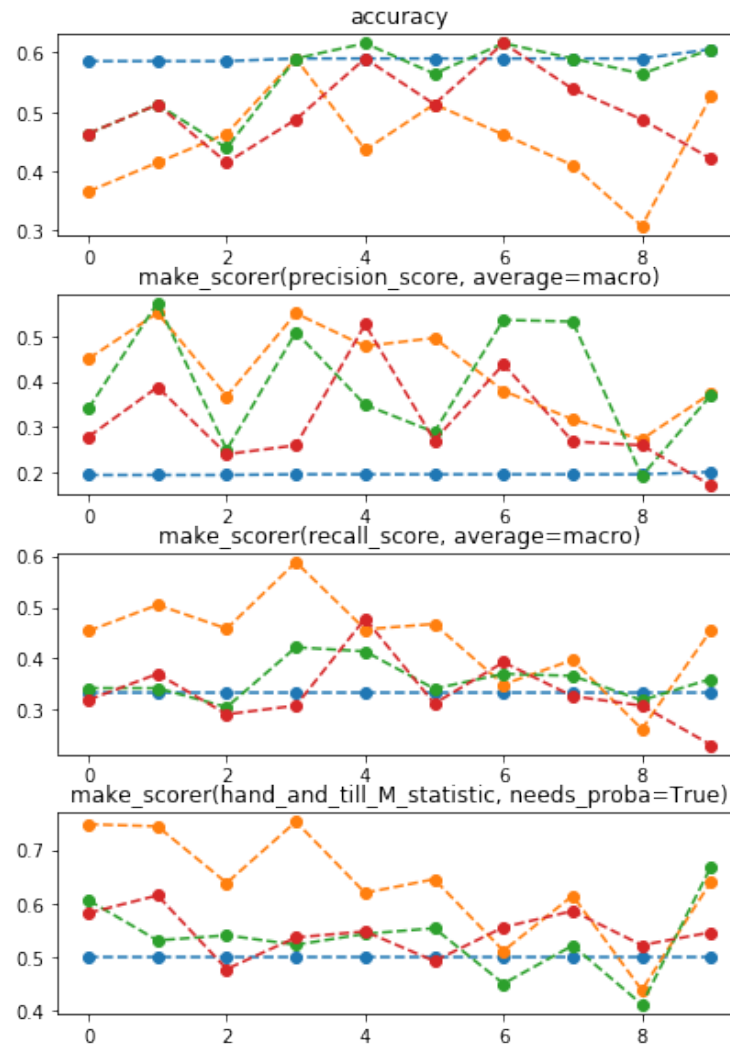 accuracy
0.6
0.5
0.4
0.3
0 2 4 6 8
make_scorer(precision_score, average=macro)
0.5
0.4
0.3
0.2
0 2 4 6 8
make_scorer(recall_score, average=macro)
0.6
0.5
0.4
0.3
0 2 4 6 8
make_scorer(hand_and_till_M_statistic, needs_proba=True)
0.7
0.6
0.5
0.4
0 2 4 6 8